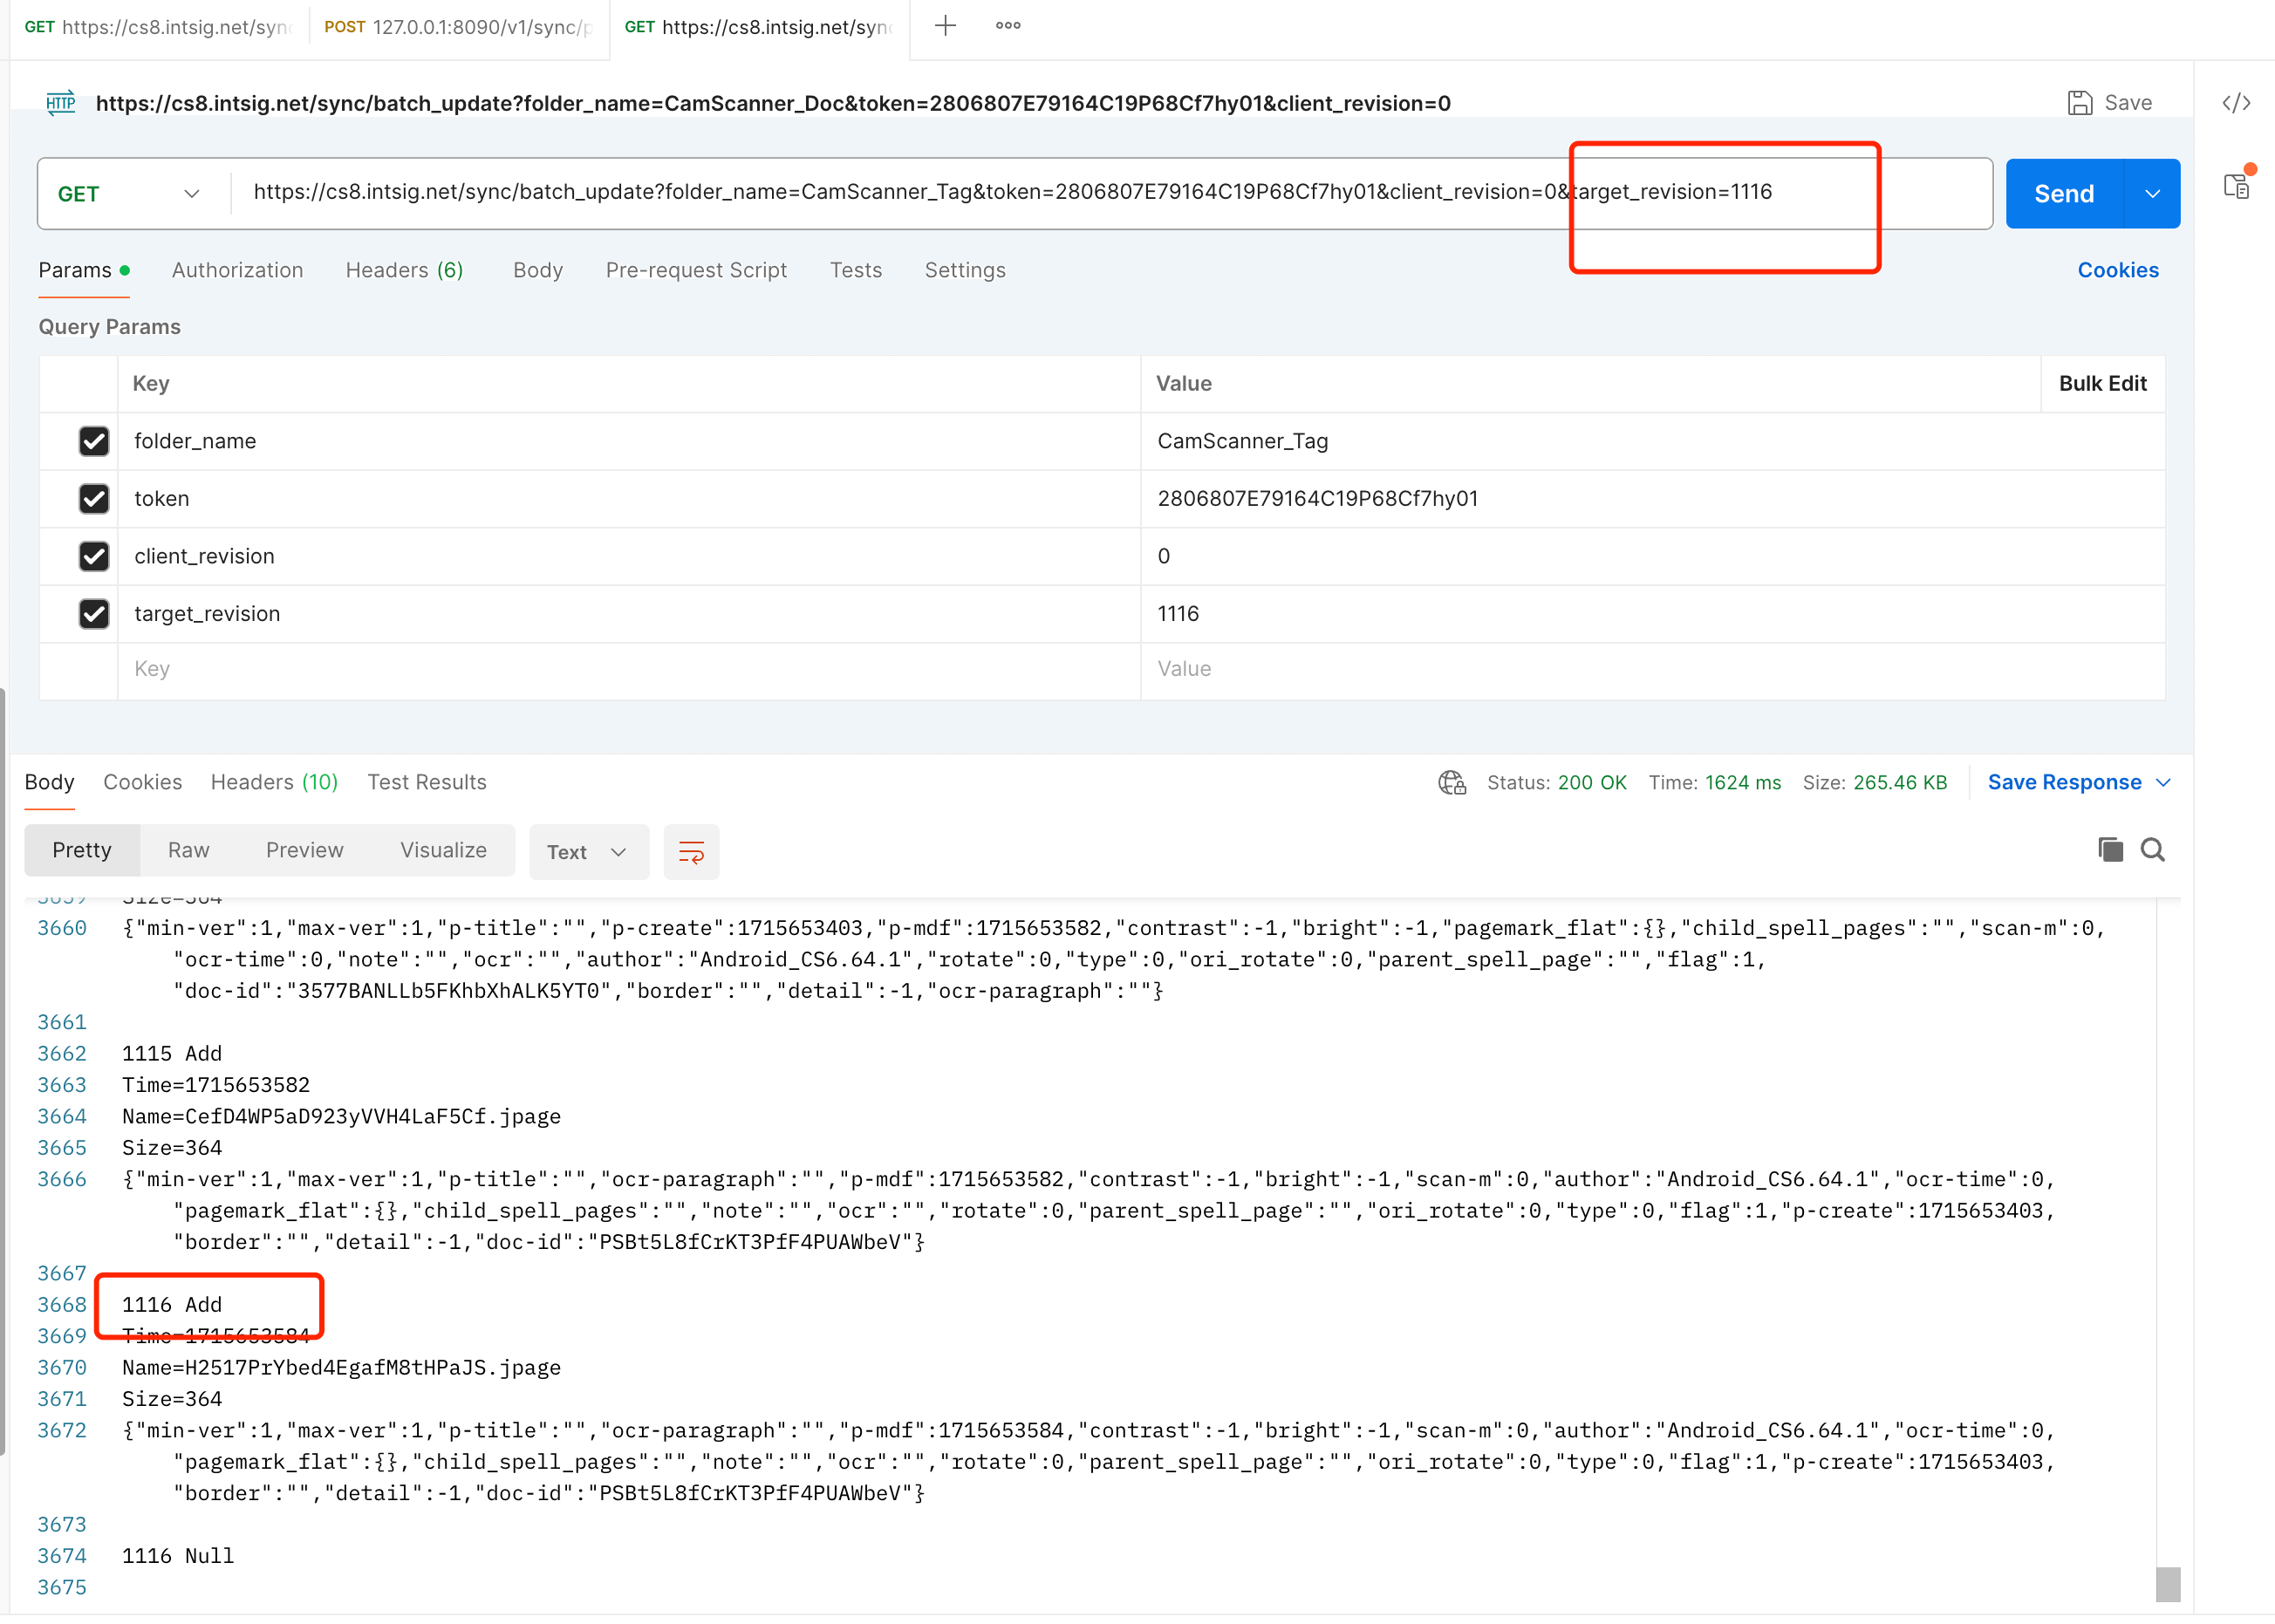 GET https://cs8.intsig.net/sync
POST 127.0.0.1:8090/v1/sync/p
GET https://cs8.intsig.net/sync
HTTP https://cs8.intsig.net/sync/batch_update?folder_name=CamScanner_Doc&token=2806807E79164C19P68Cf7hy01&client_revision=0
Save
GET https://cs8.intsig.net/sync/batch_update?folder_name=CamScanner_Tag&token=2806807E79164C19P68Cf7hy01&client_revision=0&target_revision=1116
Send
Params Authorization Headers (6) Body Pre-request Script Tests Settings Cookies
Query Params
Key Value Bulk Edit
folder_name CamScanner_Tag
token 2806807E79164C19P68Cf7hy01
client_revision 0
target_revision 1116
Key Value
Body Cookies Headers (10) Test Results Status: 200 OK Time: 1624 ms Size: 265.46 KB Save Response
Pretty Raw Preview Visualize Text
3659 Size=364
3660 {"min-ver":1,"max-ver":1,"p-title":"","p-create":1715653403,"p-mdf":1715653582,"contrast":-1,"bright":-1,"pagemark_flat":{},"child_spell_pages":"","scan-m":0,
"ocr-time":0,"note":"","ocr":"","author":"Android_CS6.64.1","rotate":0,"type":0,"ori_rotate":0,"parent_spell_page":"","flag":1,
"doc-id":"3577BANLLb5FKhbXhALK5YT0","border":"","detail":-1,"ocr-paragraph":""}
3661
3662 1115 Add
3663 Time=1715653582
3664 Name=CefD4WP5aD923yVVH4LaF5Cf.jpage
3665 Size=364
3666 {"min-ver":1,"max-ver":1,"p-title":"","ocr-paragraph":"","p-mdf":1715653582,"contrast":-1,"bright":-1,"scan-m":0,"author":"Android_CS6.64.1","ocr-time":0,
"pagemark_flat":{},"child_spell_pages":"","note":"","ocr":"","rotate":0,"parent_spell_page":"","ori_rotate":0,"type":0,"flag":1,"p-create":1715653403,
"border":"","detail":-1,"doc-id":"PSBt5L8fCrKT3PfF4PUAWbeV"}
3667
3668 1116 Add
3669 Time=1715653584
3670 Name=H2517PrYbed4EgafM8tHPaJS.jpage
3671 Size=364
3672 {"min-ver":1,"max-ver":1,"p-title":"","ocr-paragraph":"","p-mdf":1715653584,"contrast":-1,"bright":-1,"scan-m":0,"author":"Android_CS6.64.1","ocr-time":0,
"pagemark_flat":{},"child_spell_pages":"","note":"","ocr":"","rotate":0,"parent_spell_page":"","ori_rotate":0,"type":0,"flag":1,"p-create":1715653403,
"border":"","detail":-1,"doc-id":"PSBt5L8fCrKT3PfF4PUAWbeV"}
3673
3674 1116 Null
3675